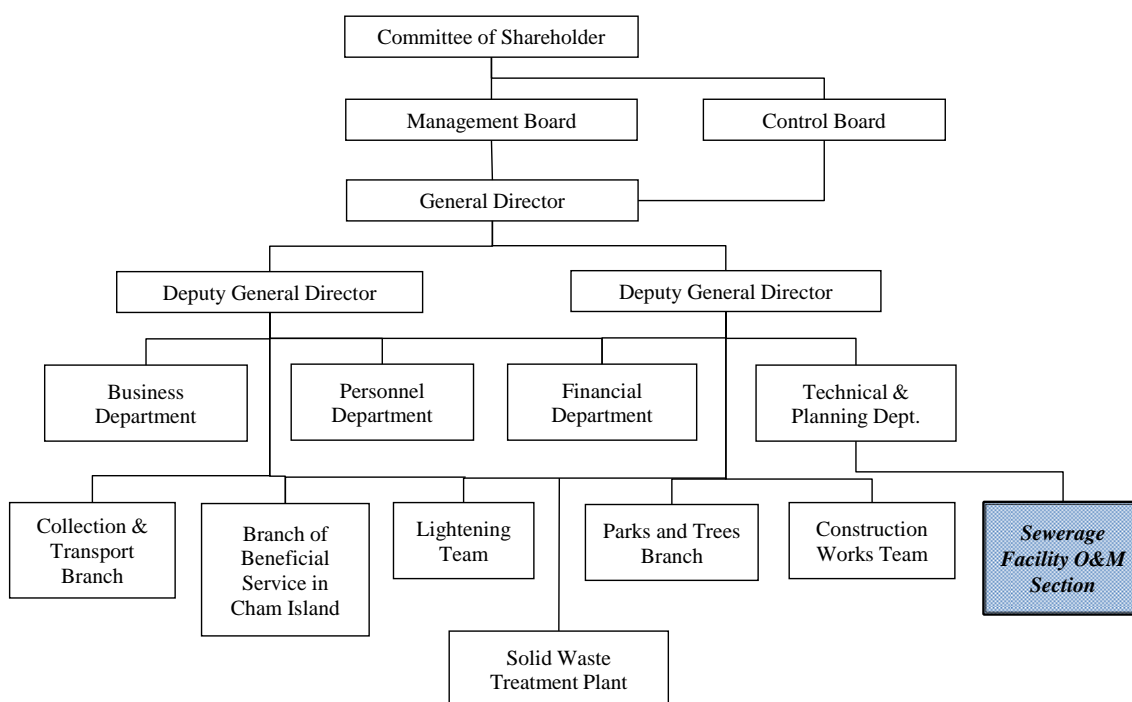 Committee of Shareholder
Management Board
Control Board
General Director
Deputy General Director
Deputy General Director
Business
Department
Personnel
Department
Financial
Department
Technical &
Planning Dept.
Collection &
Transport
Branch
Branch of
Beneficial
Service in
Cham Island
Lightening
Team
Parks and Trees
Branch
Construction
Works Team
Sewerage
Facility O&M
Section
Solid Waste
Treatment Plant